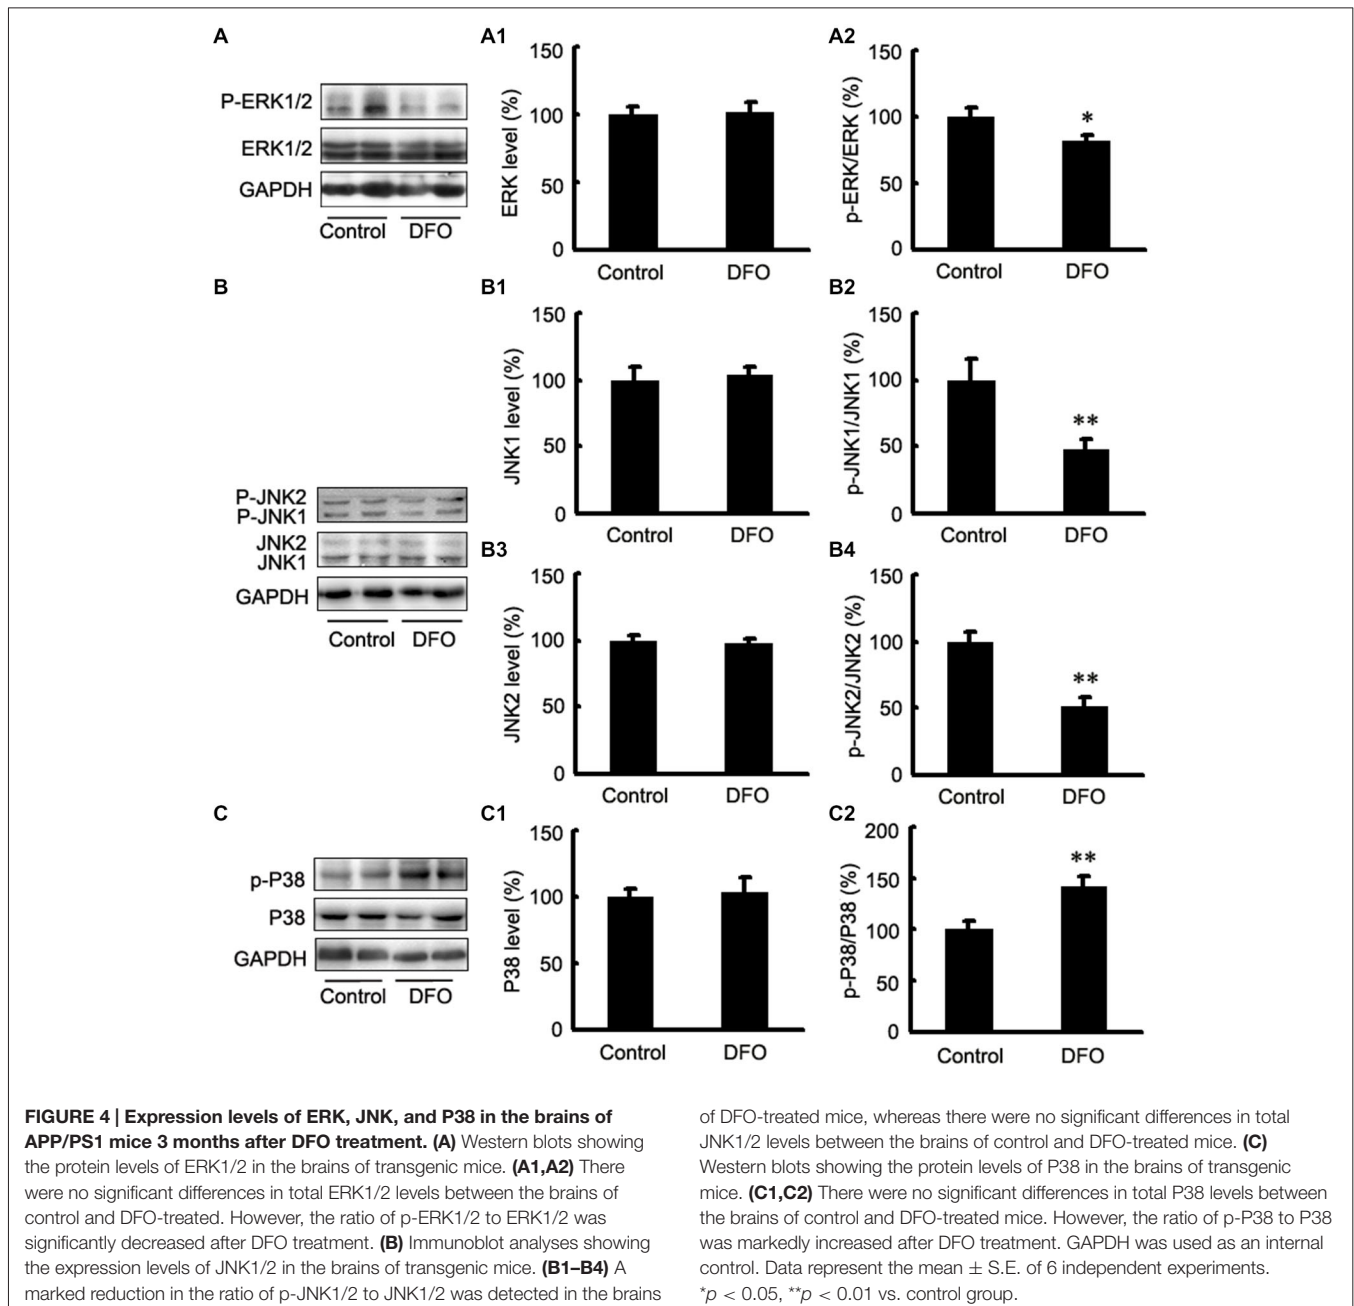 A
P-ERK1/2
ERK1/2
GAPDH
Control DFO
A1
ERK level (%)
150
100
50
0
Control DFO
A2
p-ERK/ERK (%)
150
100
50
0
*
Control DFO
B
P-JNK2
P-JNK1
JNK2
JNK1
GAPDH
Control DFO
B1
JNK1 level (%)
150
100
50
0
Control DFO
B2
p-JNK1/JNK1 (%)
150
100
50
0
**
Control DFO
B3
JNK2 level (%)
150
100
50
0
Control DFO
B4
p-JNK2/JNK2 (%)
150
100
50
0
**
Control DFO
C
p-P38
P38
GAPDH
Control DFO
C1
P38 level (%)
150
100
50
0
Control DFO
C2
p-P38/P38 (%)
200
150
100
50
0
**
Control DFO
FIGURE 4 | Expression levels of ERK, JNK, and P38 in the brains of
APP/PS1 mice 3 months after DFO treatment. (A) Western blots showing
the protein levels of ERK1/2 in the brains of transgenic mice. (A1,A2) There
were no significant differences in total ERK1/2 levels between the brains of
control and DFO-treated. However, the ratio of p-ERK1/2 to ERK1/2 was
significantly decreased after DFO treatment. (B) Immunoblot analyses showing
the expression levels of JNK1/2 in the brains of transgenic mice. (B1–B4) A
marked reduction in the ratio of p-JNK1/2 to JNK1/2 was detected in the brains
of DFO-treated mice, whereas there were no significant differences in total
JNK1/2 levels between the brains of control and DFO-treated mice. (C)
Western blots showing the protein levels of P38 in the brains of transgenic
mice. (C1,C2) There were no significant differences in total P38 levels between
the brains of control and DFO-treated mice. However, the ratio of p-P38 to P38
was markedly increased after DFO treatment. GAPDH was used as an internal
control. Data represent the mean ± S.E. of 6 independent experiments.
*p < 0.05, **p < 0.01 vs. control group.